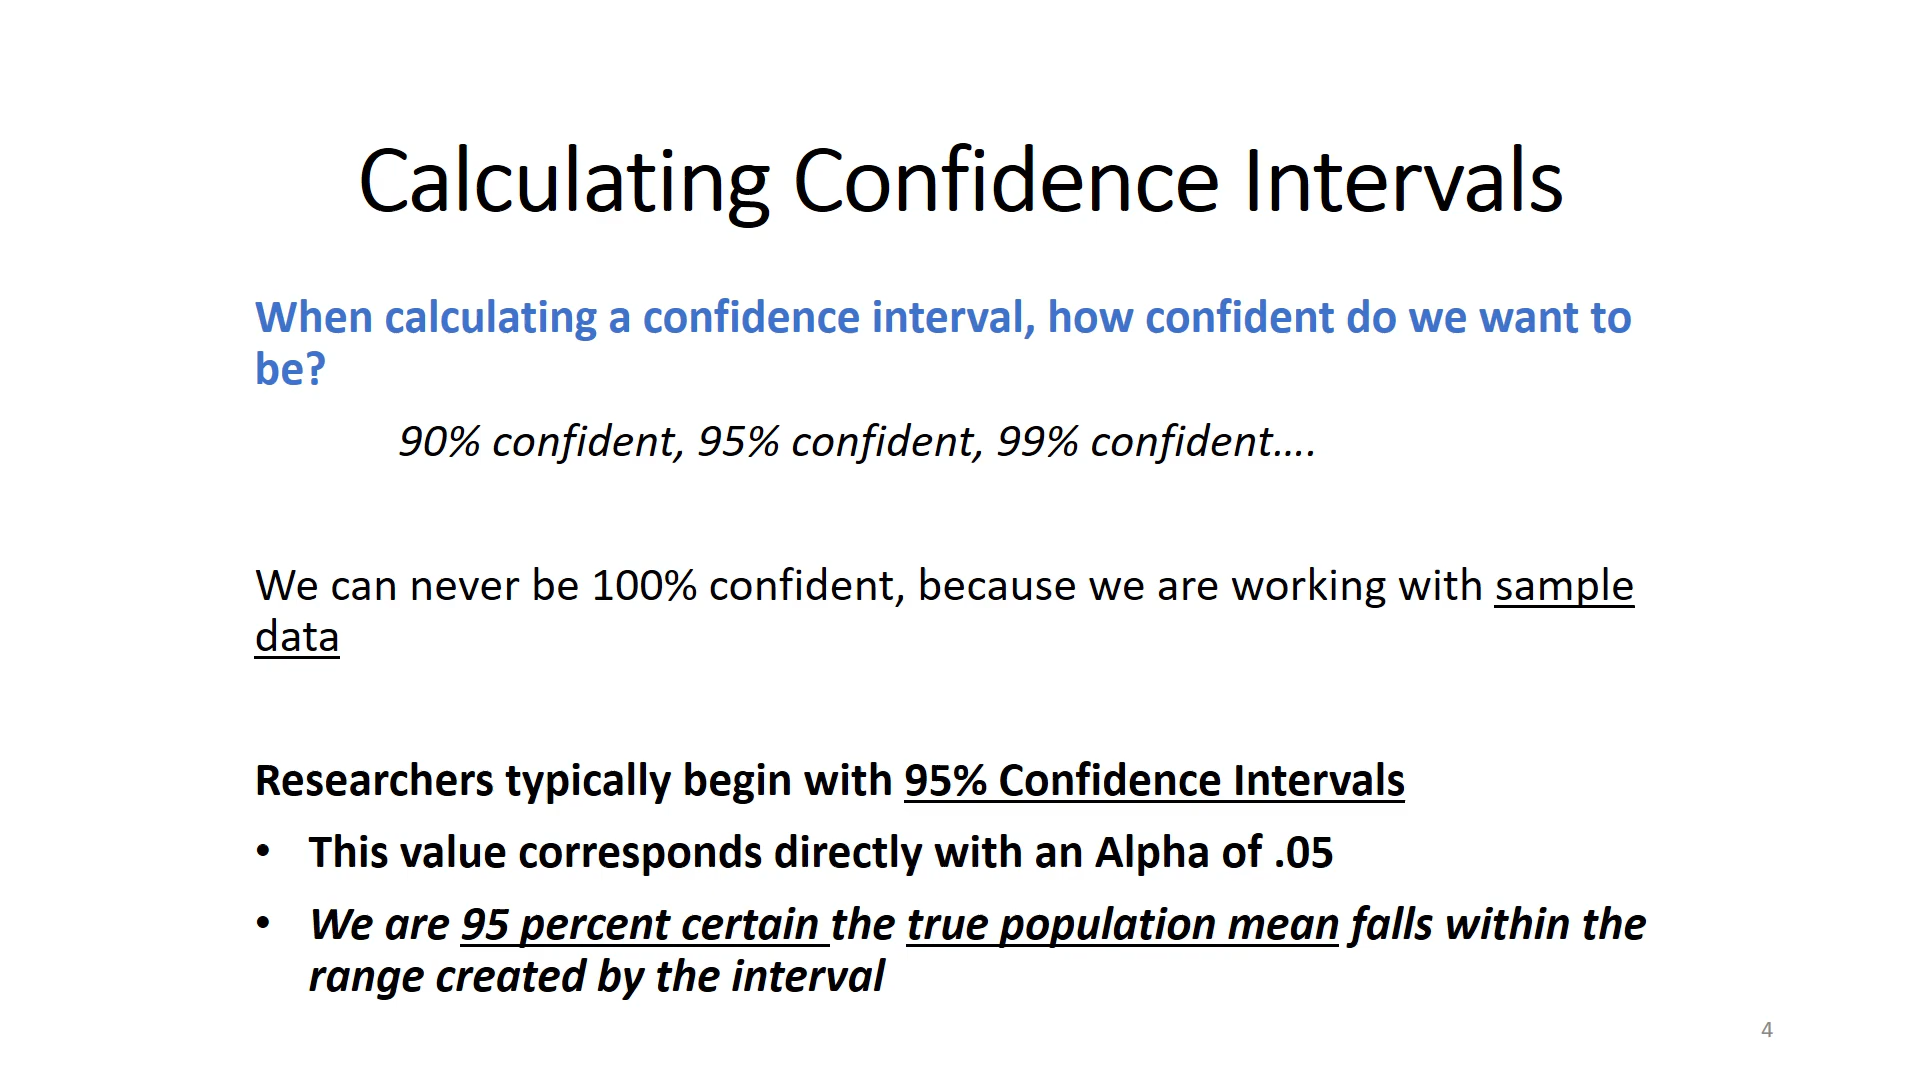 Calculating Confidence Intervals
When calculating a confidence interval, how confident do we want to
be?
90% confident, 95% confident, 99% confident....
We can never be 100% confident, because we are working with sample
data
Researchers typically begin with 95% Confidence Intervals
• This value corresponds directly with an Alpha of .05
• We are 95 percent certain the true population mean falls within the
range created by the interval
4